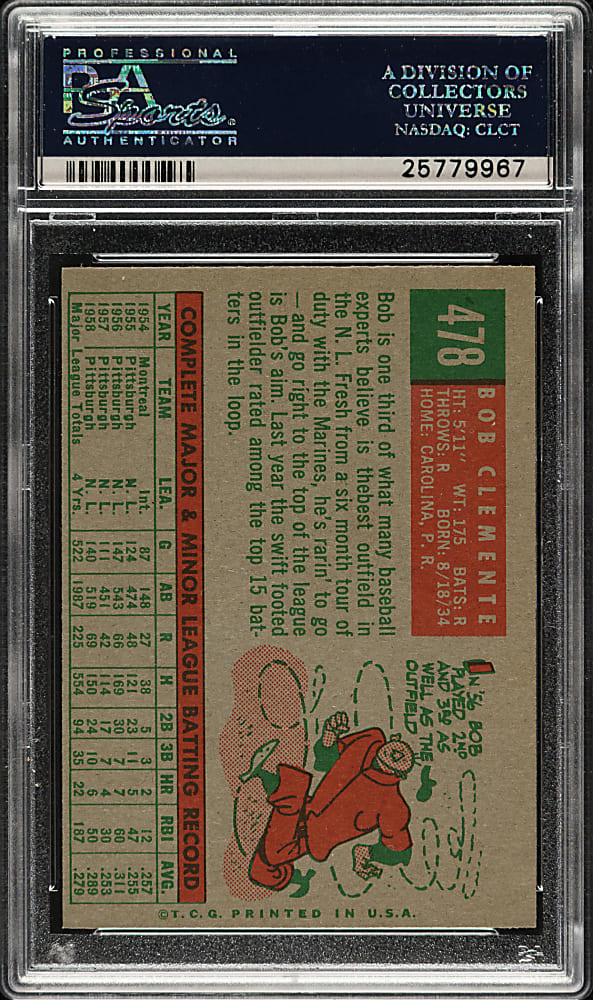 PROFESSIONAL
PSA
Sports
AUTHENTICATOR
A DIVISION OF
COLLECTORS
UNIVERSE
NASDAQ: CLCT
25779967
478
BOB CLEMENTE
HT: 5'11" WT: 175 BATS: R
THROWS: R BORN: 8/18/34
HOME: CAROLINA, P. R.
Bob is one third of what many baseball
experts believe is thebest outfield in
the N. L. Fresh from a six month tour of
duty with the Marines, he's rarin' to go
— and go right to the top of the league
is Bob's aim. Last year the swift footed
outfielder rated among the top 15 bat-
ters in the loop.
IN '56 BOB
PLAYED 2ND
AND 3RD AS
WELL AS THE
OUTFIELD
COMPLETE MAJOR & MINOR LEAGUE BATTING RECORD
YEAR TEAM LEA. G AB R H 2B 3B HR RBI AVG.
1954 Montreal Int. 87 148 27 38 5 3 2 12 .257
1955 Pittsburgh N. L. 124 474 48 121 23 11 5 47 .255
1956 Pittsburgh N. L. 147 543 66 169 30 7 7 60 .311
1957 Pittsburgh N. L. 111 451 42 114 17 7 4 30 .253
1958 Pittsburgh N. L. 140 519 69 150 24 10 6 50 .289
Major League Totals 4 Yrs. 522 1987 225 554 94 35 22 187 .279
©T.C.G. PRINTED IN U.S.A.